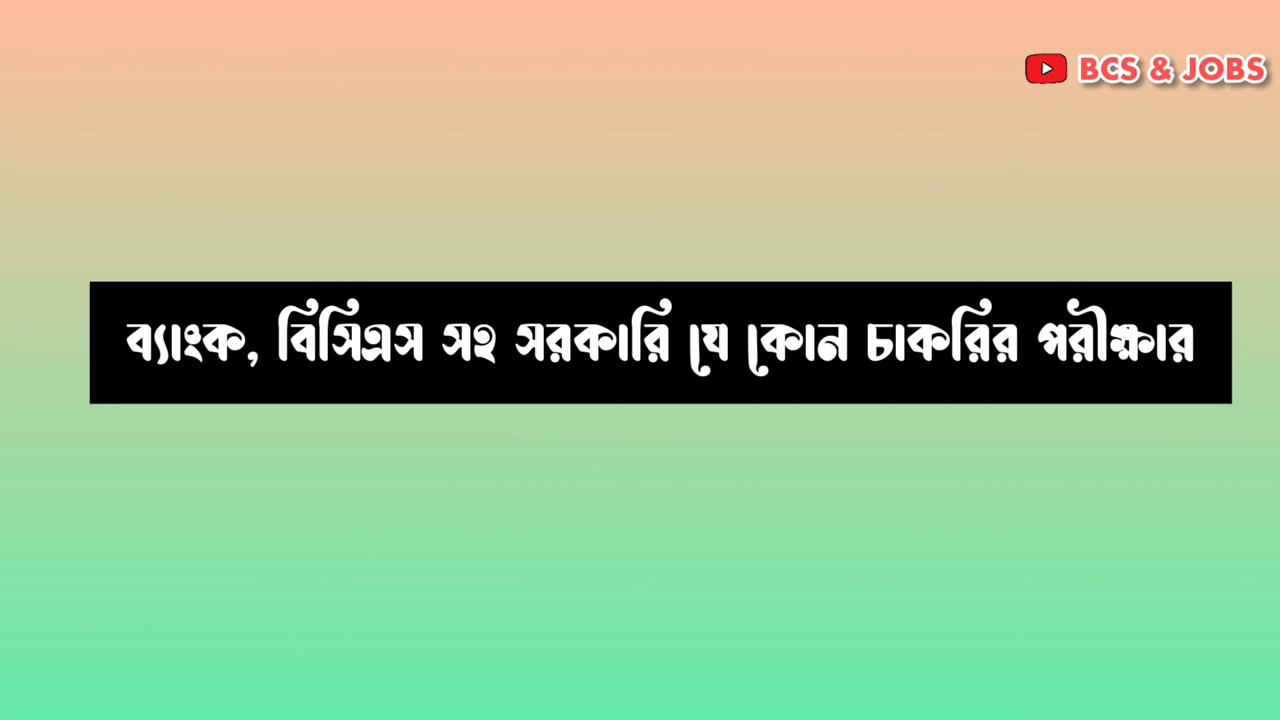 BCS & JOBS
ব্যাংক, বিসিএস সহ সরকারি যে কোন চাকরির পরীক্ষার